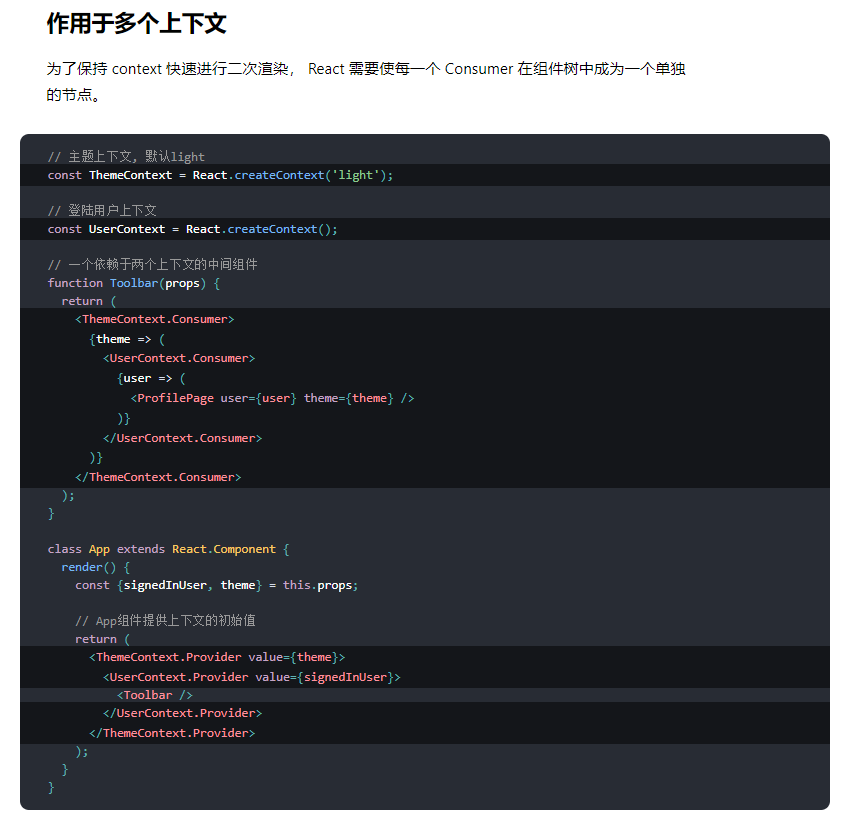 作用于多个上下文
为了保持 context 快速进行二次渲染， React 需要使每一个 Consumer 在组件树中成为一个单独
的节点。
// 主题上下文, 默认light
const ThemeContext = React.createContext('light');
// 登陆用户上下文
const UserContext = React.createContext();
// 一个依赖于两个上下文的中间组件
function Toolbar(props) {
  return (
    <ThemeContext.Consumer>
      {theme => (
        <UserContext.Consumer>
          {user => (
            <ProfilePage user={user} theme={theme} />
          )}
        </UserContext.Consumer>
      )}
    </ThemeContext.Consumer>
  );
}
class App extends React.Component {
  render() {
    const {signedInUser, theme} = this.props;
    // App组件提供上下文的初始值
    return (
      <ThemeContext.Provider value={theme}>
        <UserContext.Provider value={signedInUser}>
          <Toolbar />
        </UserContext.Provider>
      </ThemeContext.Provider>
    );
  }
}